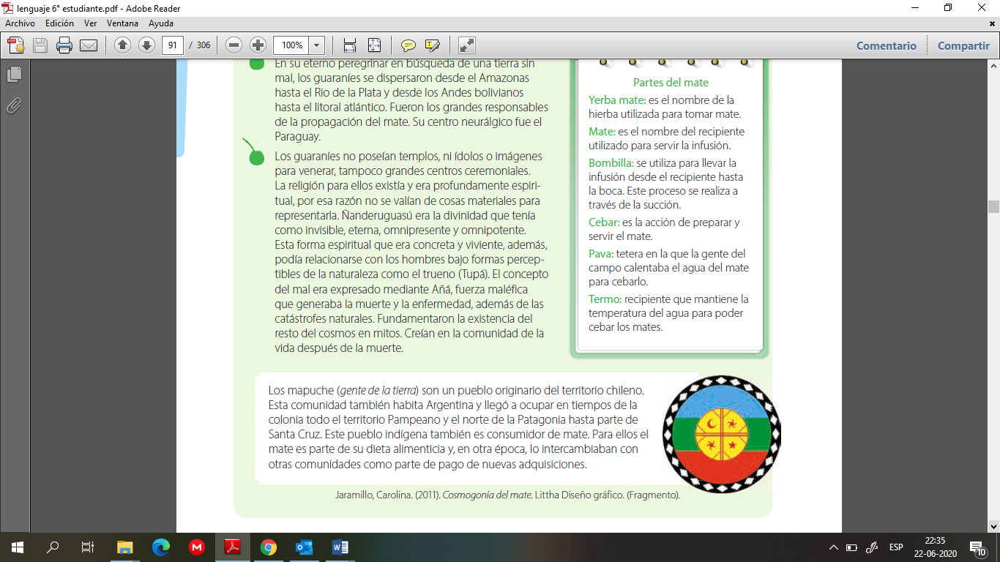 lenguaje 6° estudiante.pdf - Adobe Reader
Archivo Edición Ver Ventana Ayuda
91 / 306 100% Comentario Compartir
En su eterno peregrinar en búsqueda de una tierra sin
mal, los guaraníes se dispersaron desde el Amazonas
hasta el Rio de la Plata y desde los Andes bolivianos
hasta el litoral atlántico. Fueron los grandes responsables
de la propagación del mate. Su centro neurálgico fue el
Paraguay.
Los guaraníes no poseían templos, ni ídolos o imágenes
para venerar, tampoco grandes centros ceremoniales.
La religión para ellos existía y era profundamente espiri-
tual, por esa razón no se valían de cosas materiales para
representarla. Ñanderuguasú era la divinidad que tenía
como invisible, eterna, omnipresente y omnipotente.
Esta forma espiritual que era concreta y viviente, además,
podía relacionarse con los hombres bajo formas percep-
tibles de la naturaleza como el trueno (Tupá). El concepto
del mal era expresado mediante Añá, fuerza maléfica
que generaba la muerte y la enfermedad, además de las
catástrofes naturales. Fundamentaron la existencia del
resto del cosmos en mitos. Creían en la comunidad de la
vida después de la muerte.
Partes del mate
Yerba mate: es el nombre de la
hierba utilizada para tomar mate.
Mate: es el nombre del recipiente
utilizado para servir la infusión.
Bombilla: se utiliza para llevar la
infusión desde el recipiente hasta
la boca. Este proceso se realiza a
través de la succión.
Cebar: es la acción de preparar y
servir el mate.
Pava: tetera en la que la gente del
campo calentaba el agua del mate
para cebarlo.
Termo: recipiente que mantiene la
temperatura del agua para poder
cebar los mates.
Los mapuche (gente de la tierra) son un pueblo originario del territorio chileno.
Esta comunidad también habita Argentina y llegó a ocupar en tiempos de la
colonia todo el territorio Pampeano y el norte de la Patagonia hasta parte de
Santa Cruz. Este pueblo indígena también es consumidor de mate. Para ellos el
mate es parte de su dieta alimenticia y, en otra época, lo intercambiaban con
otras comunidades como parte de pago de nuevas adquisiciones.
Jaramillo, Carolina. (2011). Cosmogonía del mate. Littha Diseño gráfico. (Fragmento).
ESP
22:35
22-06-2020
10